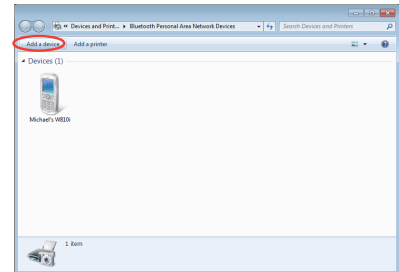 « Devices and Print... ▸ Bluetooth Personal Area Network Devices
Search Devices and Printers
Add a device
Add a printer
Devices (1)
Michael's W810i
1 item